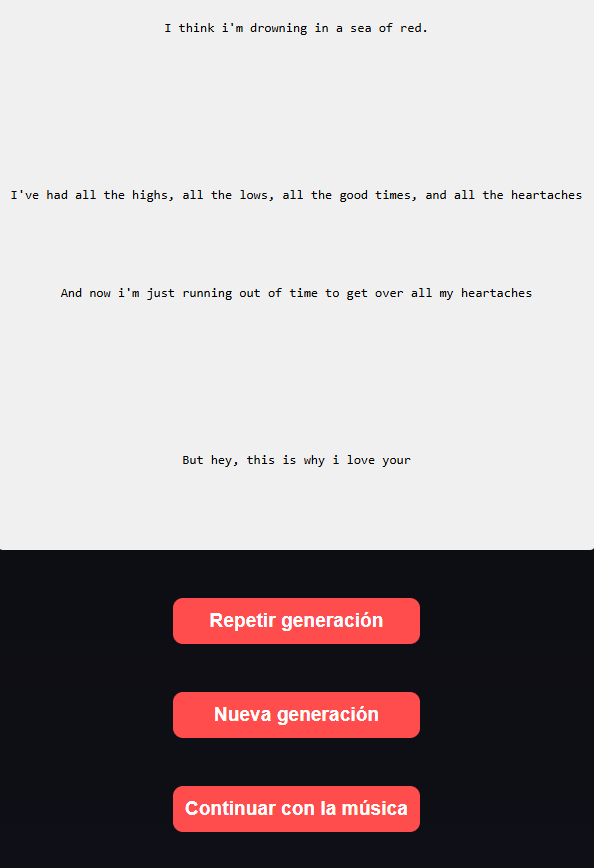 I think i'm drowning in a sea of red.
I've had all the highs, all the lows, all the good times, and all the heartaches
And now i'm just running out of time to get over all my heartaches
But hey, this is why i love your
Repetir generación
Nueva generación
Continuar con la música